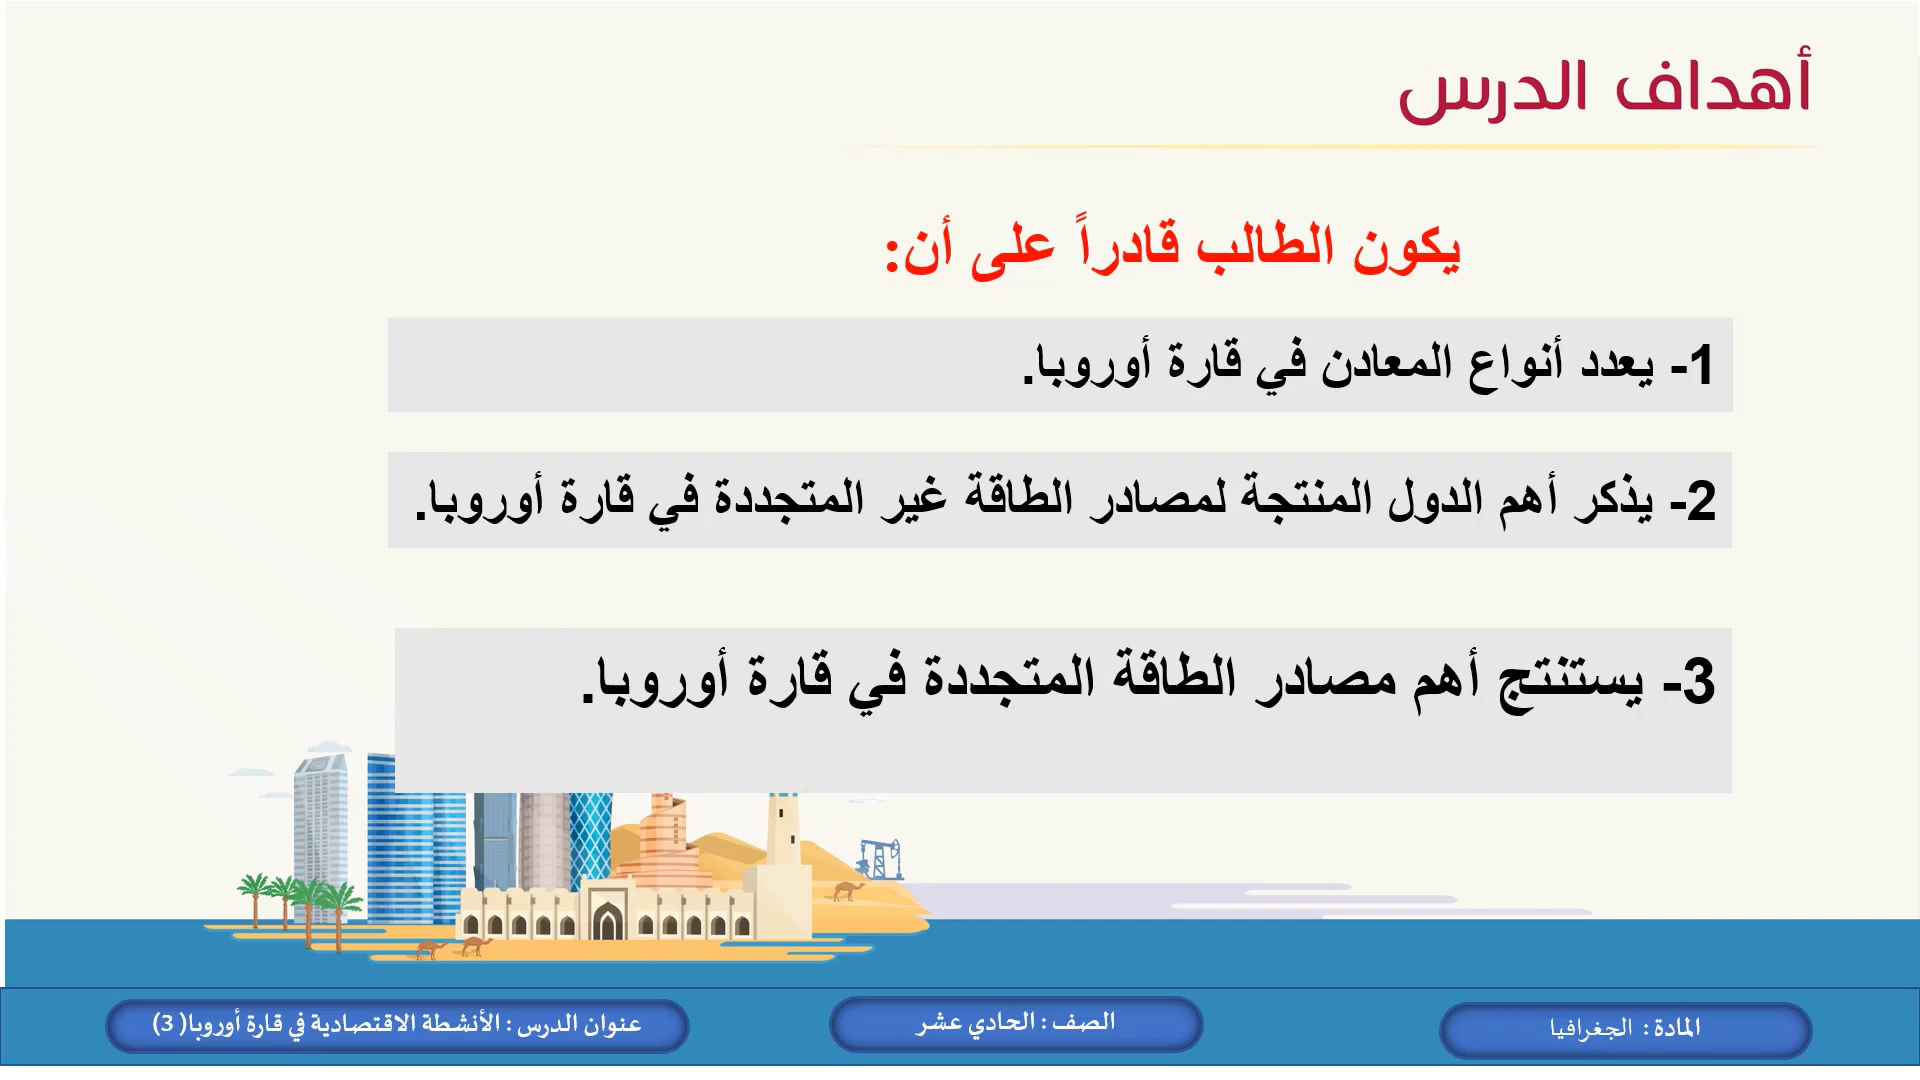 أهداف الدرس
يكون الطالب قادراً على أن:
1- يعدد أنواع المعادن في قارة أوروبا.
2- يذكر أهم الدول المنتجة لمصادر الطاقة غير المتجددة في قارة أوروبا.
3- يستنتج أهم مصادر الطاقة المتجددة في قارة أوروبا.
المادة : الجغرافيا
الصف : الحادي عشر
عنوان الدرس : الأنشطة الاقتصادية في قارة أوروبا( 3)